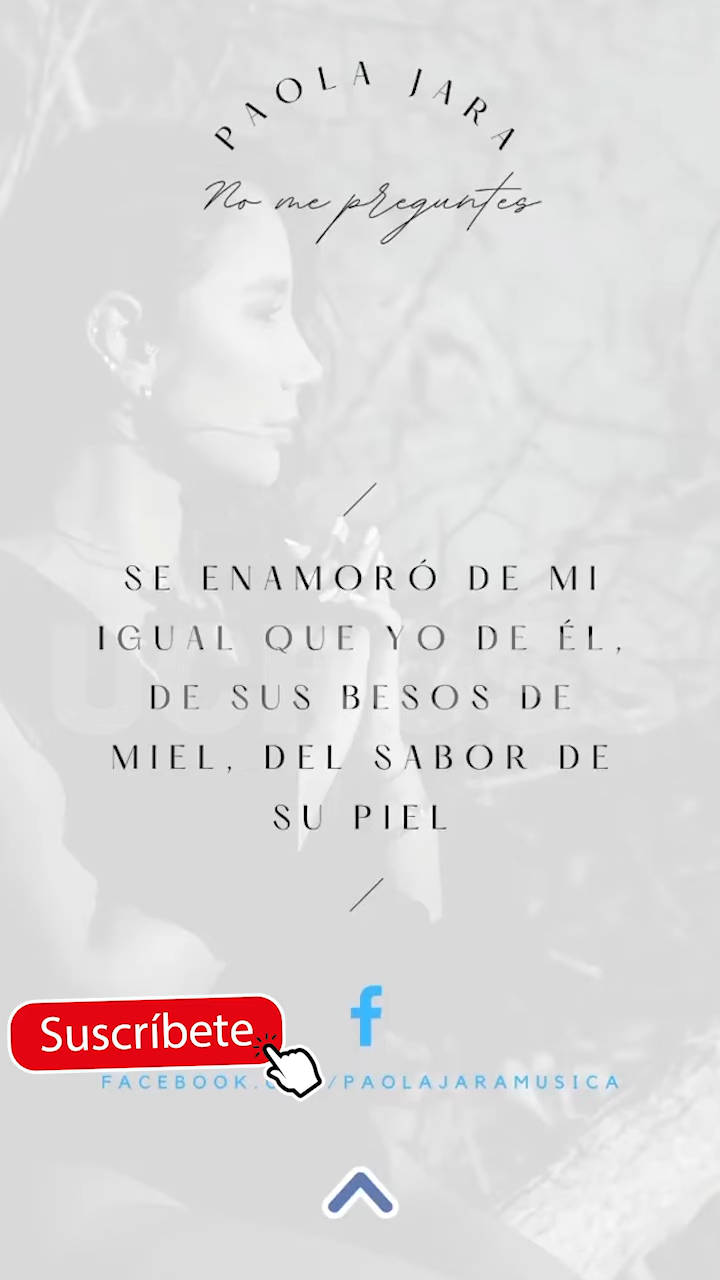 PAOLA JARA
No me preguntes
SE ENAMORÓ DE MI
IGUAL QUE YO DE ÉL,
DE SUS BESOS DE
MIEL, DEL SABOR DE
SU PIEL
Suscríbete
FACEBOOK.C /PAOLAJARAMUSICA